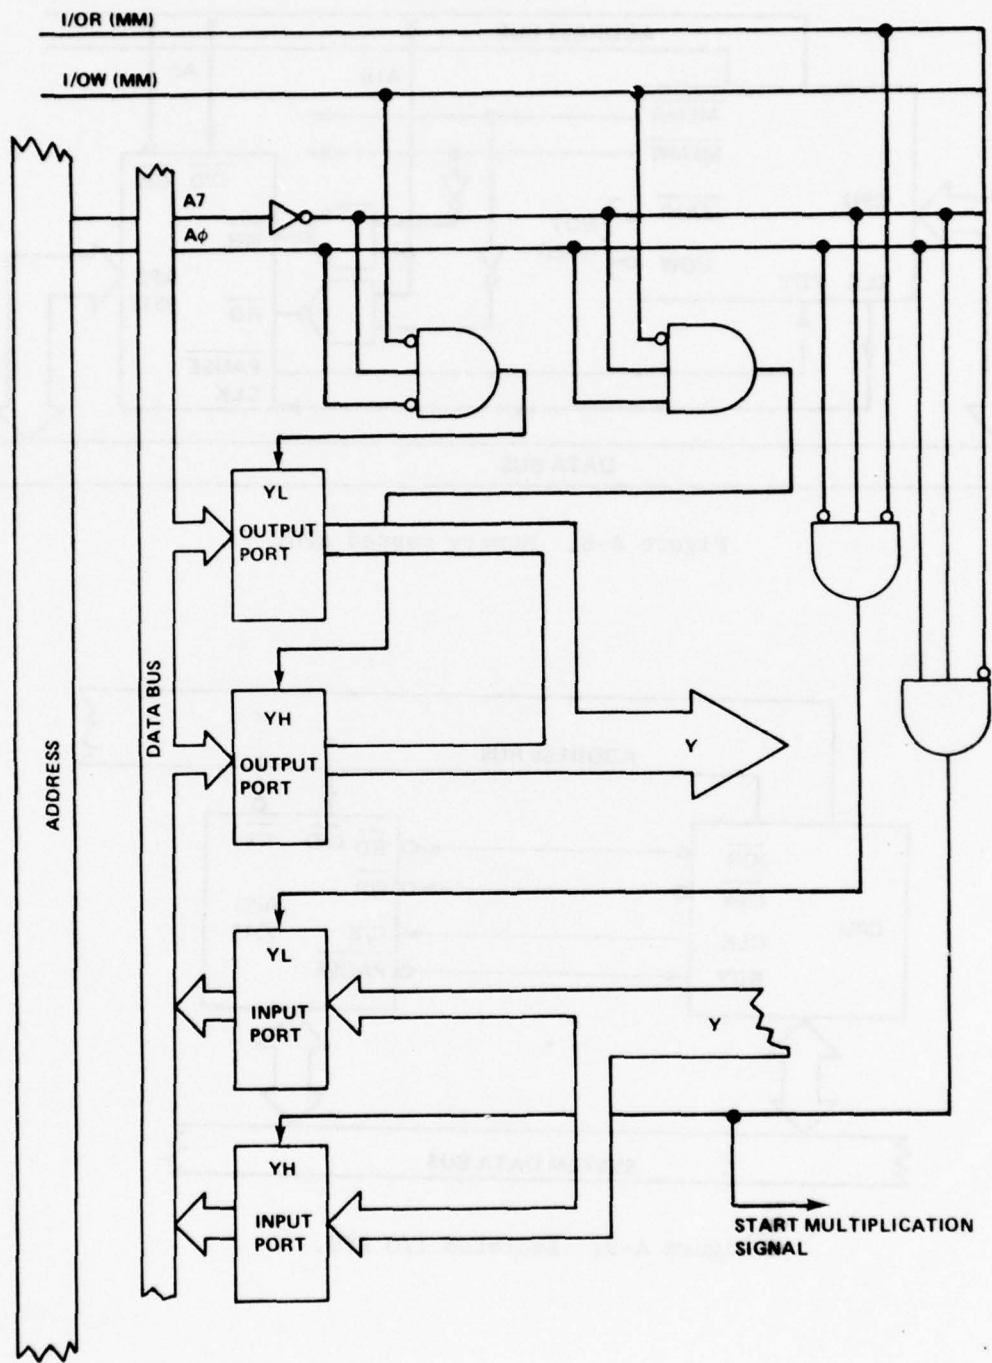 I/OR (MM)
I/OW (MM)
A7
Aϕ
YL
OUTPUT
PORT
DATA BUS
ADDRESS
YH
OUTPUT
PORT
Y
YL
INPUT
PORT
Y
YH
INPUT
PORT
START MULTIPLICATION
SIGNAL